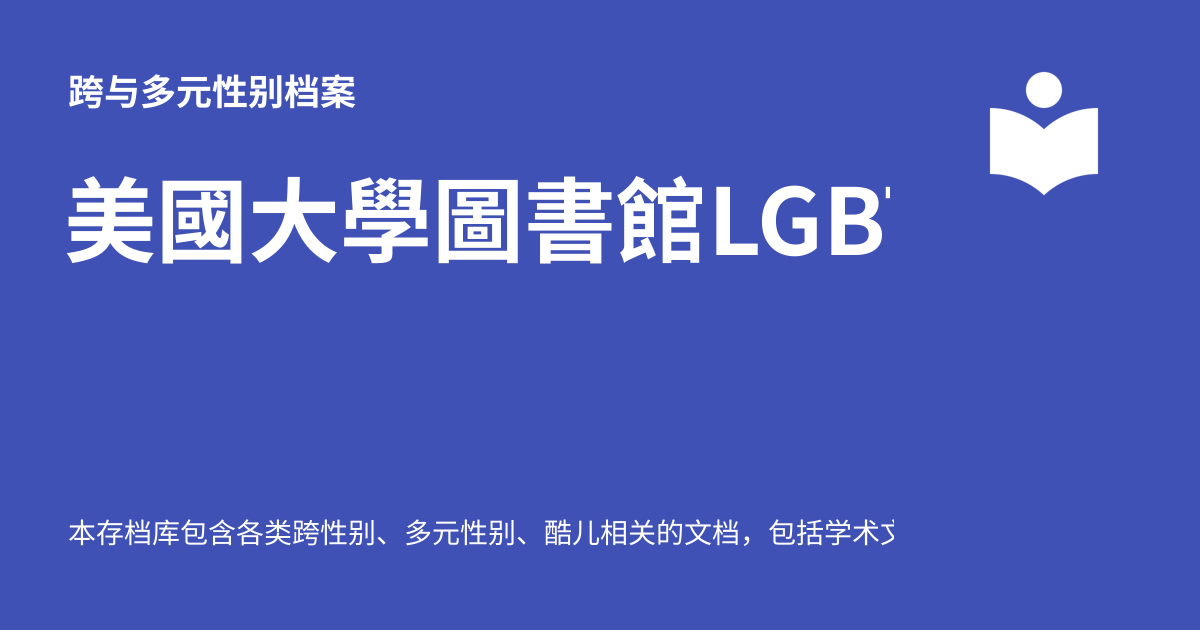 跨与多元性别档案
美國大學圖書館LGB
本存档库包含各类跨性别、多元性别、酷儿相关的文档，包括学术